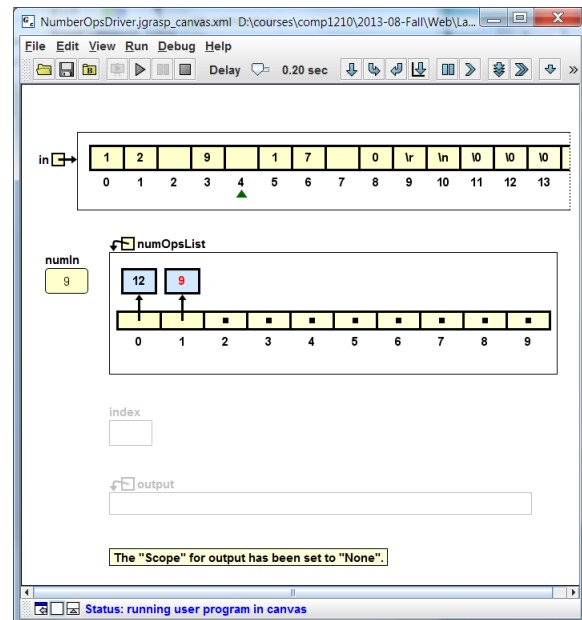 NumberOpsDriver.jgrasp_canvas.xml D:\courses\comp1210\2013-08-Fall\Web\La...
File Edit View Run Debug Help
Delay 0.20 sec »
in 1 2 9 1 7 0 \r \n \0 \0 \0
0 1 2 3 4 5 6 7 8 9 10 11 12 13
numOpsList
numIn
9
12 9
0 1 2 3 4 5 6 7 8 9
index
output
The "Scope" for output has been set to "None".
Status: running user program in canvas